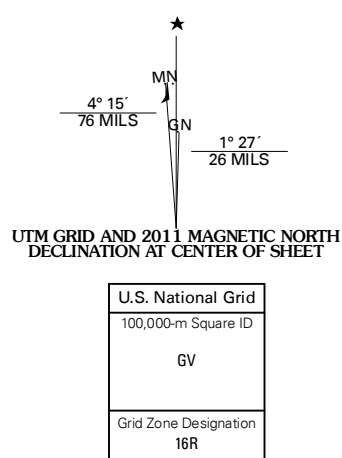 ★
MN
4° 15´
76 MILS
GN
1° 27´
26 MILS
UTM GRID AND 2011 MAGNETIC NORTH
DECLINATION AT CENTER OF SHEET
U.S. National Grid
100,000-m Square ID
GV
Grid Zone Designation
16R